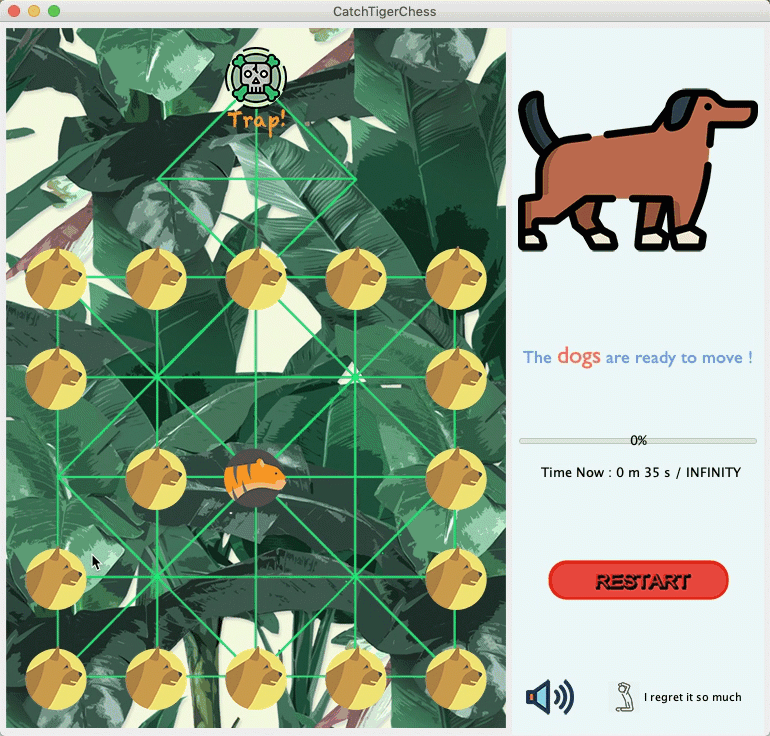 CatchTigerChess
Trap!
The dogs are ready to move !
0%
Time Now : 0 m 35 s / INFINITY
RESTART
I regret it so much